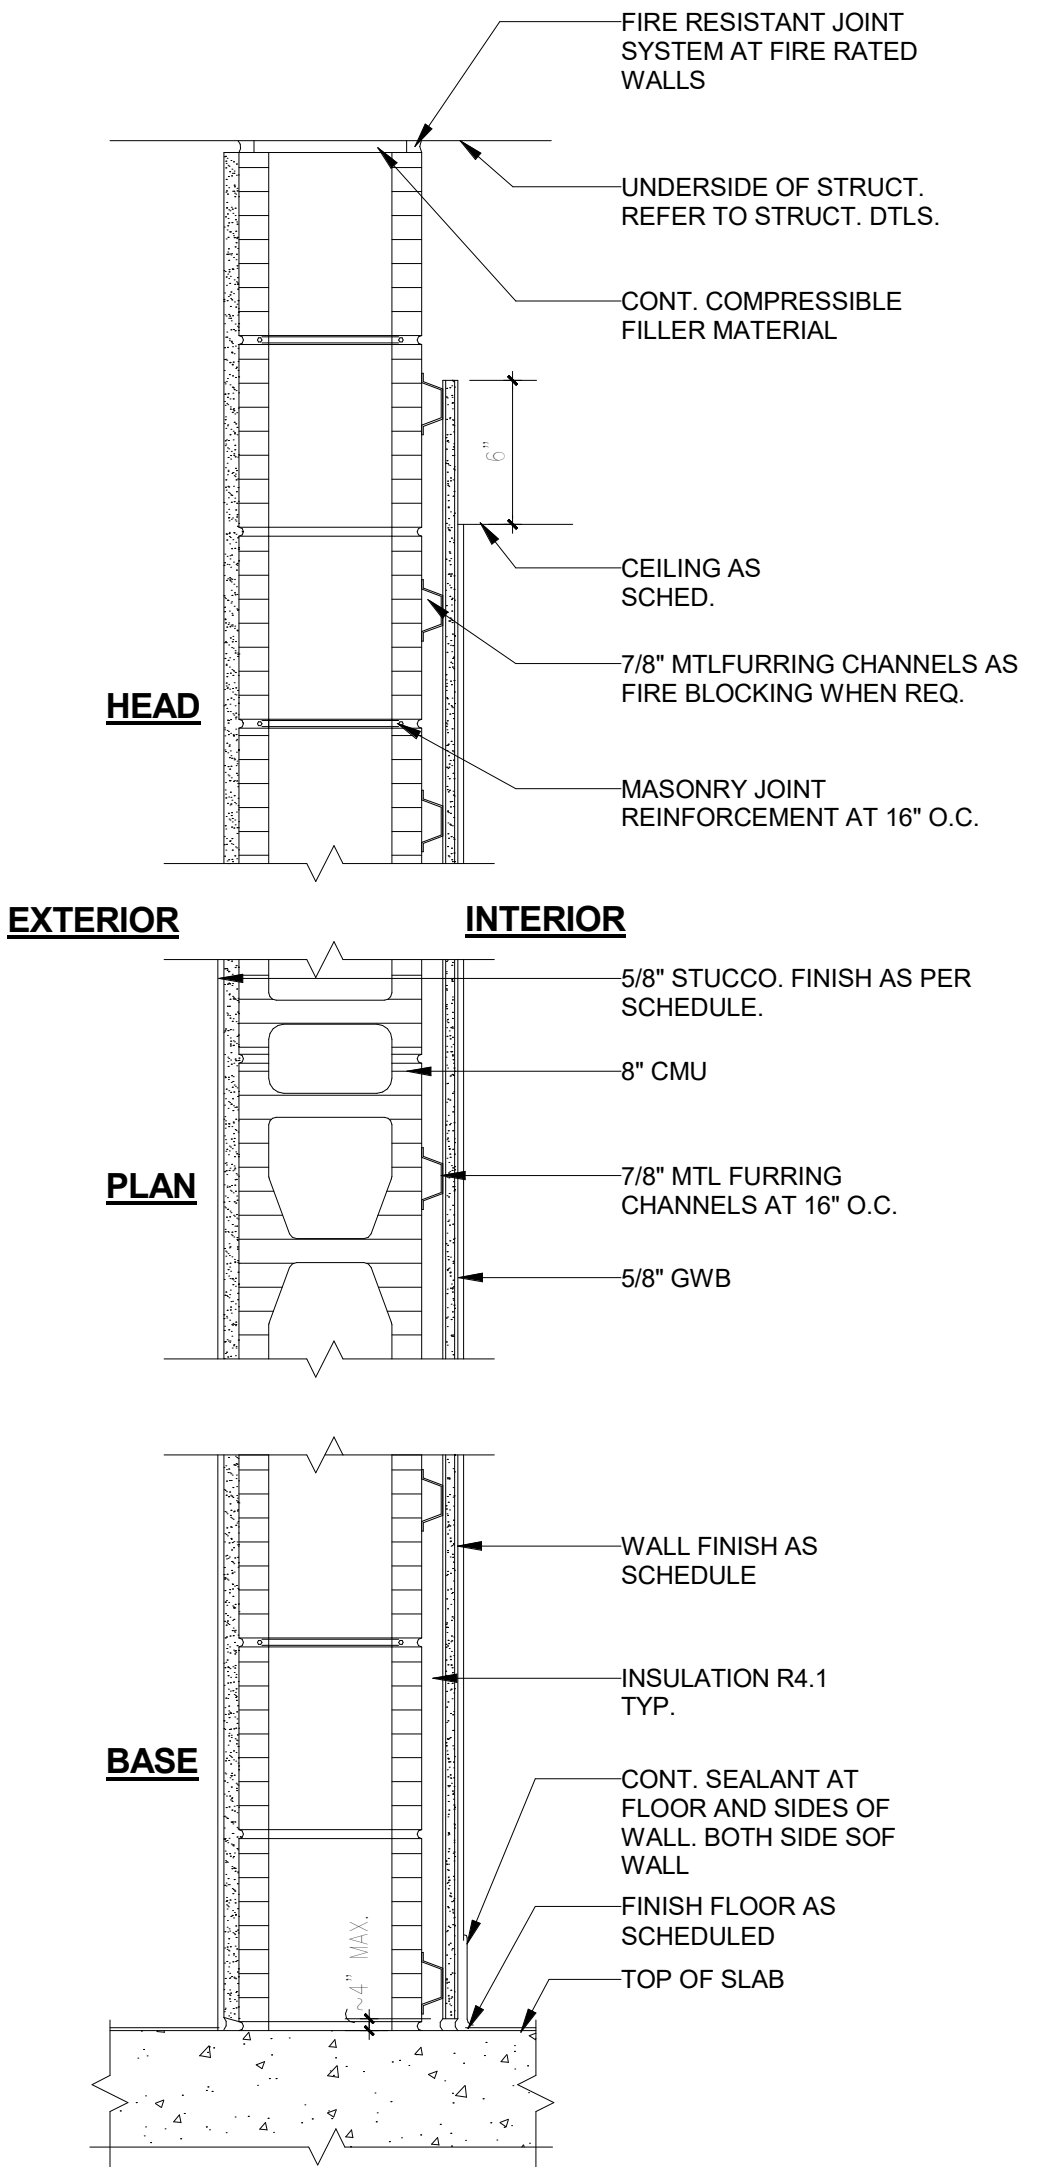 FIRE RESISTANT JOINT
SYSTEM AT FIRE RATED
WALLS
UNDERSIDE OF STRUCT.
REFER TO STRUCT. DTLS.
CONT. COMPRESSIBLE
FILLER MATERIAL
6"
CEILING AS
SCHED.
7/8" MTLFURRING CHANNELS AS
FIRE BLOCKING WHEN REQ.
HEAD
MASONRY JOINT
REINFORCEMENT AT 16" O.C.
EXTERIOR
INTERIOR
5/8" STUCCO. FINISH AS PER
SCHEDULE.
8" CMU
PLAN
7/8" MTL FURRING
CHANNELS AT 16" O.C.
5/8" GWB
WALL FINISH AS
SCHEDULE
INSULATION R4.1
TYP.
BASE
CONT. SEALANT AT
FLOOR AND SIDES OF
WALL. BOTH SIDE SOF
WALL
FINISH FLOOR AS
SCHEDULED
MAX.
TOP OF SLAB